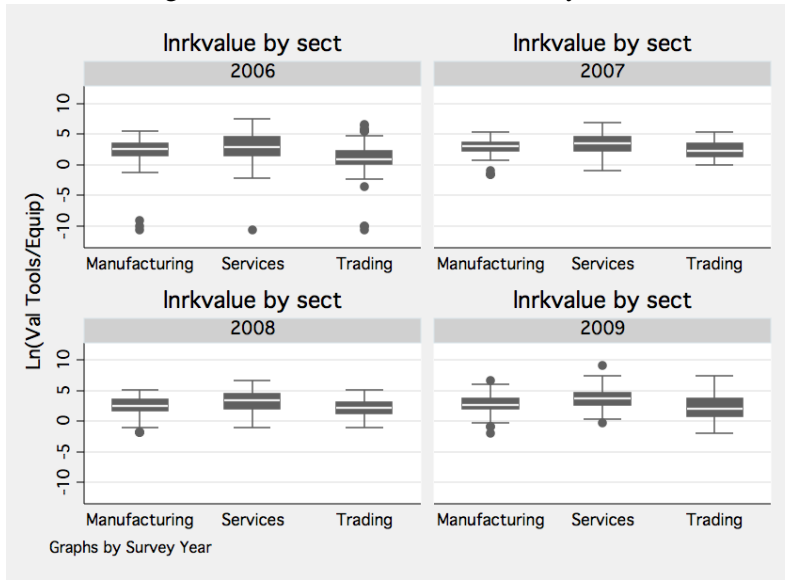 lnrkvalue by sect
2006
lnrkvalue by sect
2007
10
5
0
-5
-10
Manufacturing Services Trading
Manufacturing Services Trading
Ln(Val Tools/Equip)
lnrkvalue by sect
2008
lnrkvalue by sect
2009
10
5
0
-5
-10
Manufacturing Services Trading
Manufacturing Services Trading
Graphs by Survey Year